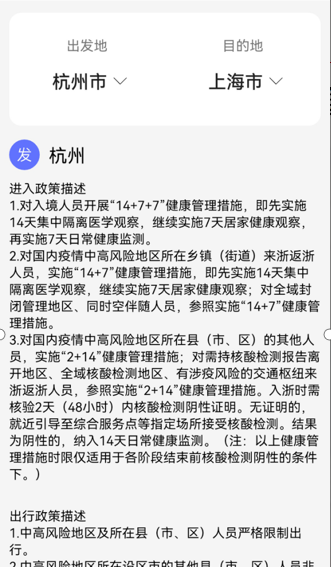 出发地 目的地
杭州市 上海市
发 杭州
进入政策描述
1.对入境人员开展“14+7+7”健康管理措施，即先实施
14天集中隔离医学观察，继续实施7天居家健康观察，
再实施7天日常健康监测。
2.对国内疫情中高风险地区所在乡镇（街道）来浙返浙
人员，实施“14+7”健康管理措施，即先实施14天集中
隔离医学观察，继续实施7天居家健康观察；对全域封
闭管理地区、同时空伴随人员，参照实施“14+7”健康管
理措施。
3.对国内疫情中高风险地区所在县（市、区）的其他人
员，实施“2+14”健康管理措施；对需持核酸检测报告离
开地区、全域核酸检测地区、有涉疫风险的交通枢纽来
浙返浙人员，参照实施“2+14”健康管理措施。入浙时需
核验2天（48小时）内核酸检测阴性证明。无证明的，
就近引导至综合服务点等指定场所接受核酸检测。结果
为阴性的，纳入14天日常健康监测。（注：以上健康管
理措施时限仅适用于各阶段结束前核酸检测阴性的条件
下。）
出行政策描述
1.中高风险地区及所在县（市、区）人员严格限制出
行。
2.中高风险地区所在设区市的其他县（市、区）人员非